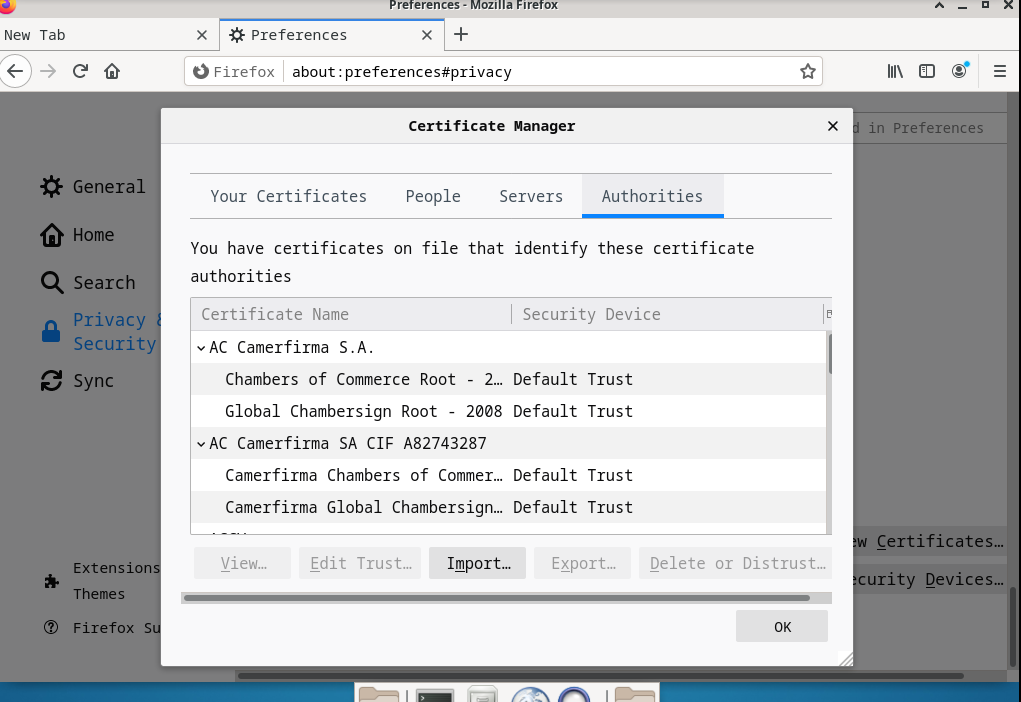 Preferences - Mozilla Firefox
New Tab
Preferences
Firefox
about:preferences#privacy
Certificate Manager
d in Preferences
Your Certificates People Servers Authorities
General
Home
You have certificates on file that identify these certificate
authorities
Search
Certificate Name Security Device
Privacy &
Security
AC Camerfirma S.A.
Sync
Chambers of Commerce Root - 2… Default Trust
Global Chambersign Root - 2008 Default Trust
AC Camerfirma SA CIF A82743287
Camerfirma Chambers of Commer… Default Trust
Camerfirma Global Chambersign… Default Trust
ew Certificates…
View… Edit Trust… Import… Export… Delete or Distrust…
Extensions
Themes
ecurity Devices…
Firefox Su
OK